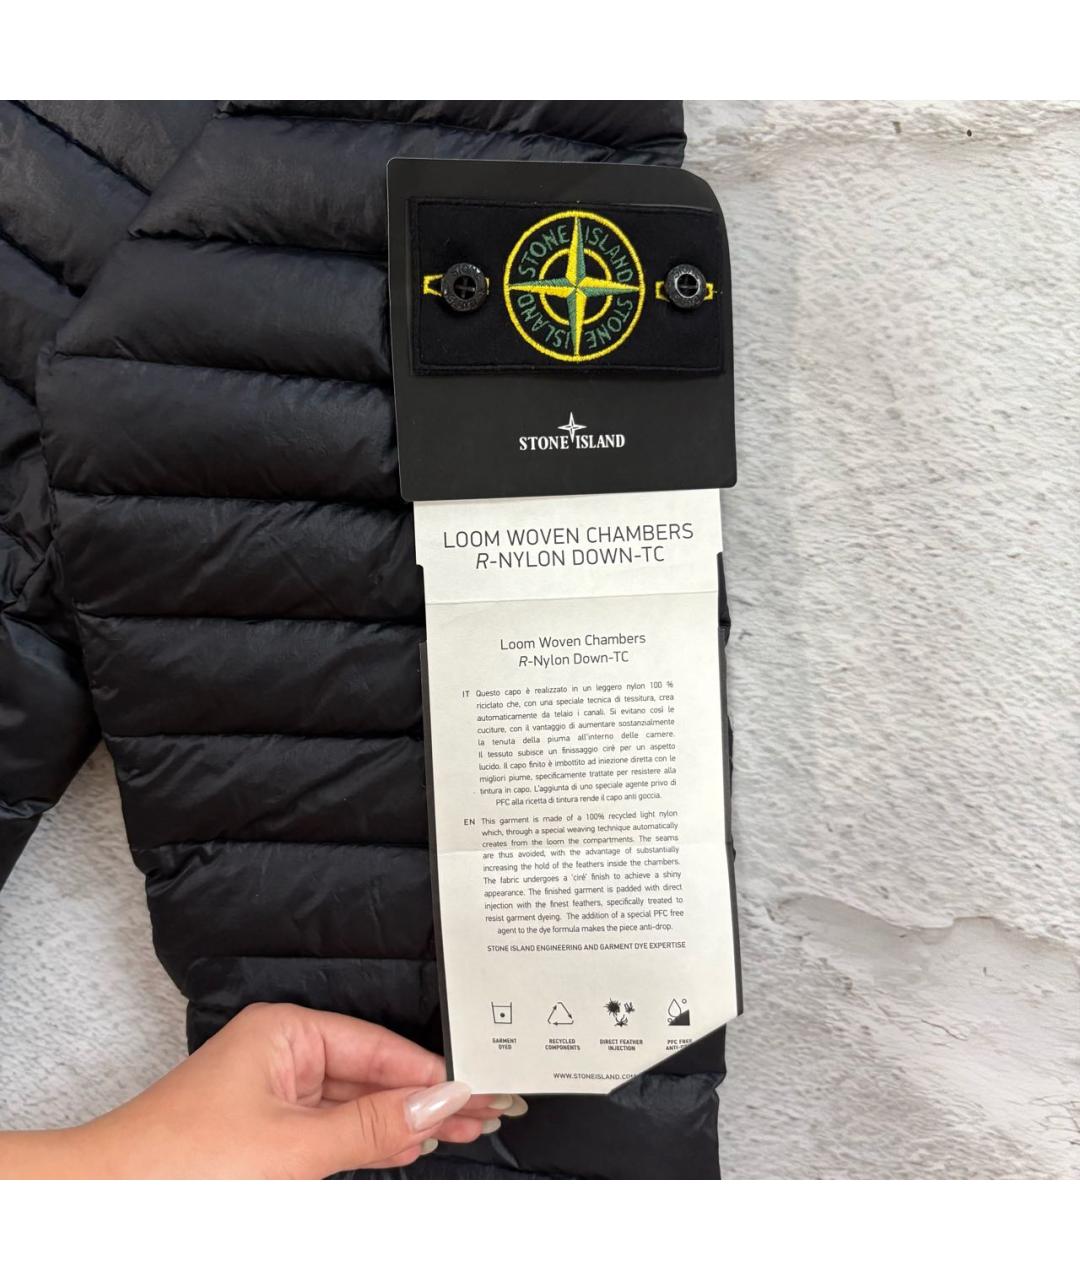 STONE ISLAND
STONE ISLAND
STONE ISLAND
LOOM WOVEN CHAMBERS
R-NYLON DOWN-TC
Loom Woven Chambers
R-Nylon Down-TC
IT Questo capo è realizzato in un leggero nylon 100 %
riciclato che, con una speciale tecnica di tessitura, crea
automaticamente da telaio i canali. Si evitano così le
cuciture, con il vantaggio di aumentare sostanzialmente
la tenuta della piuma all'interno delle camere.
Il tessuto subisce un finissaggio ciré per un aspetto
lucido. Il capo finito è imbottito ad iniezione diretta con le
migliori piume, specificamente trattate per resistere alla
tintura in capo. L'aggiunta di uno speciale agente privo di
PFC alla ricetta di tintura rende il capo anti goccia.
EN This garment is made of a 100% recycled light nylon
which, through a special weaving technique automatically
creates from the loom the compartments. The seams
are thus avoided, with the advantage of substantially
increasing the hold of the feathers inside the chambers.
The fabric undergoes a 'ciré' finish to achieve a shiny
appearance. The finished garment is padded with direct
injection with the finest feathers, specifically treated to
resist garment dyeing. The addition of a special PFC free
agent to the dye formula makes the piece anti-drop.
STONE ISLAND ENGINEERING AND GARMENT DYE EXPERTISE
GARMENT DYED
RECYCLED COMPONENTS
DIRECT FEATHER INJECTION
PFC FREE
WWW.STONEISLAND.COM